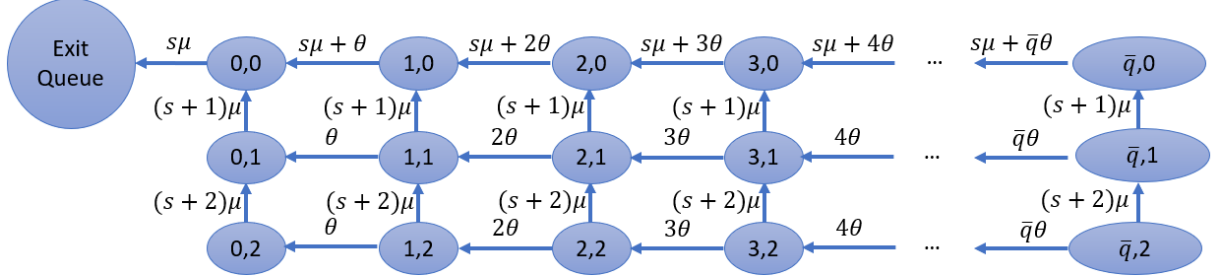 Exit
Queue
sμ
0,0
sμ + θ
1,0
sμ + 2θ
2,0
sμ + 3θ
3,0
sμ + 4θ
...
sμ + q̅θ
q̅,0
(s + 1)μ
(s + 1)μ
(s + 1)μ
(s + 1)μ
(s + 1)μ
0,1
θ
1,1
2θ
2,1
3θ
3,1
4θ
...
q̅θ
q̅,1
(s + 2)μ
(s + 2)μ
(s + 2)μ
(s + 2)μ
(s + 2)μ
0,2
θ
1,2
2θ
2,2
3θ
3,2
4θ
...
q̅θ
q̅,2